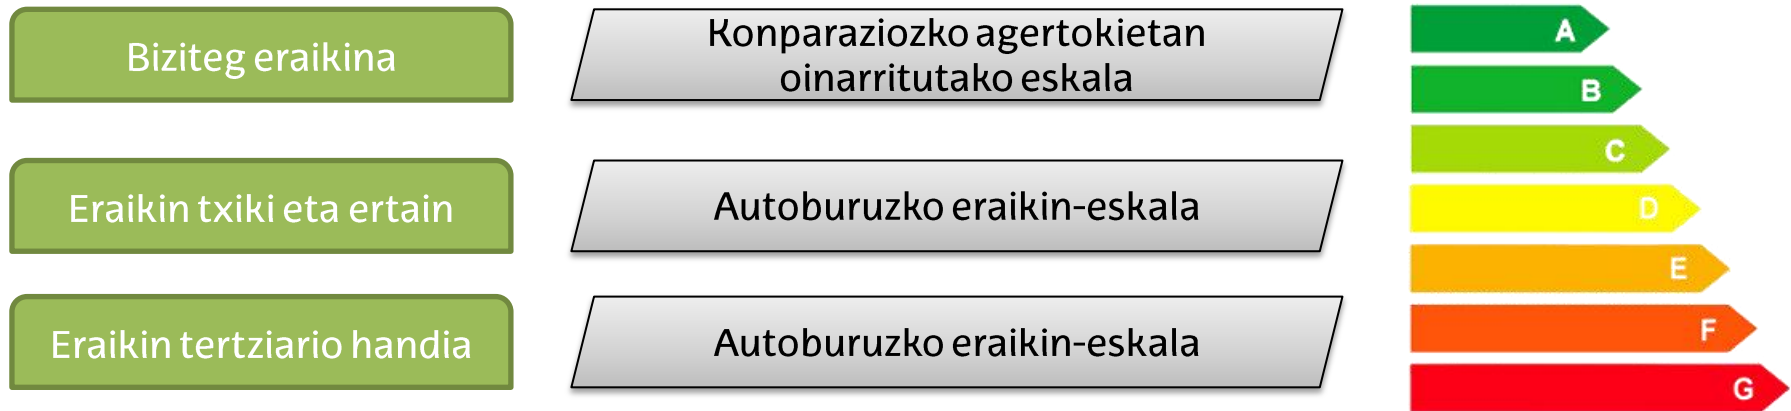 Biziteg eraikina
Konparaziozko agertokietan
oinarritutako eskala
Eraikin txiki eta ertain
Autoburuzko eraikin-eskala
Eraikin tertziario handia
Autoburuzko eraikin-eskala
A
B
C
D
E
F
G